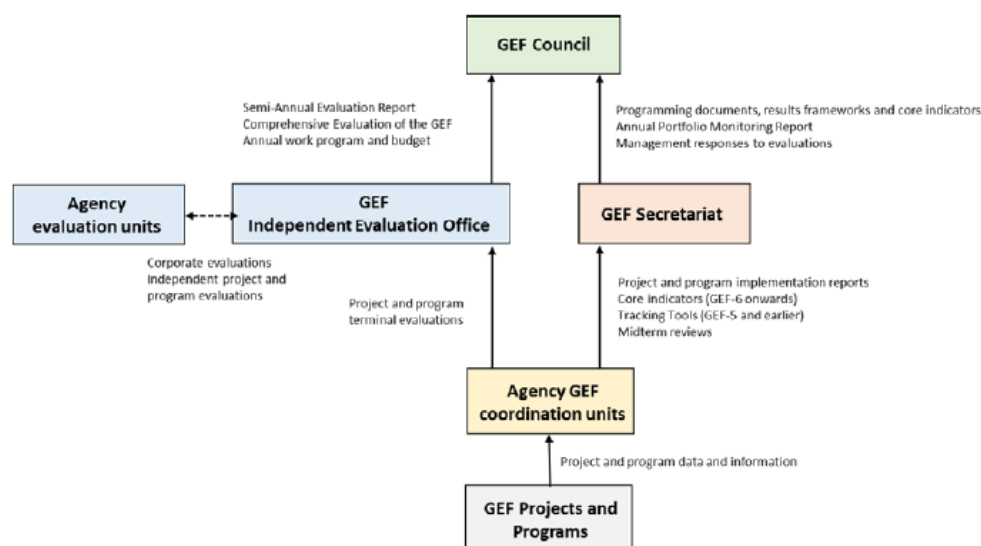 GEF Council
Semi-Annual Evaluation Report
Comprehensive Evaluation of the GEF
Annual work program and budget
Programming documents, results frameworks and core indicators
Annual Portfolio Monitoring Report
Management responses to evaluations
Agency
evaluation units
GEF
Independent Evaluation Office
GEF Secretariat
Corporate evaluations
Independent project and
program evaluations
Project and program
terminal evaluations
Project and program implementation reports
Core indicators (GEF-6 onwards)
Tracking Tools (GEF-5 and earlier)
Midterm reviews
Agency GEF
coordination units
Project and program data and information
GEF Projects and
Programs